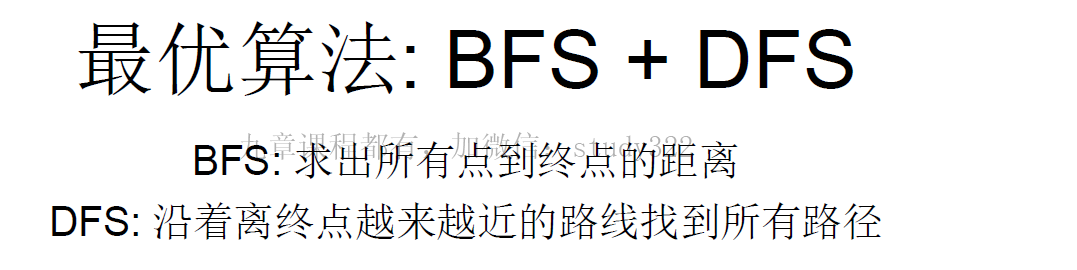 最优算法: BFS + DFS
九章课程都有，加微信：study322
BFS: 求出所有点到终点的距离
DFS: 沿着离终点越来越近的路线找到所有路径